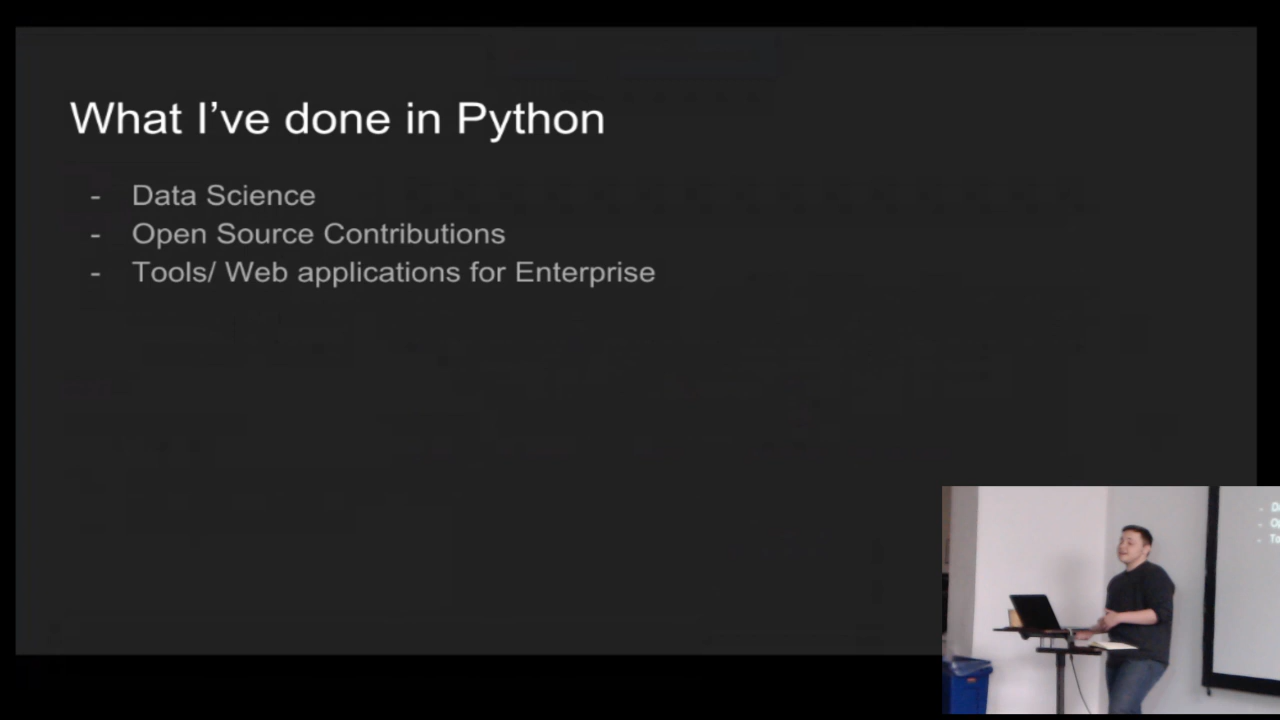 What I've done in Python
- Data Science
- Open Source Contributions
- Tools/ Web applications for Enterprise